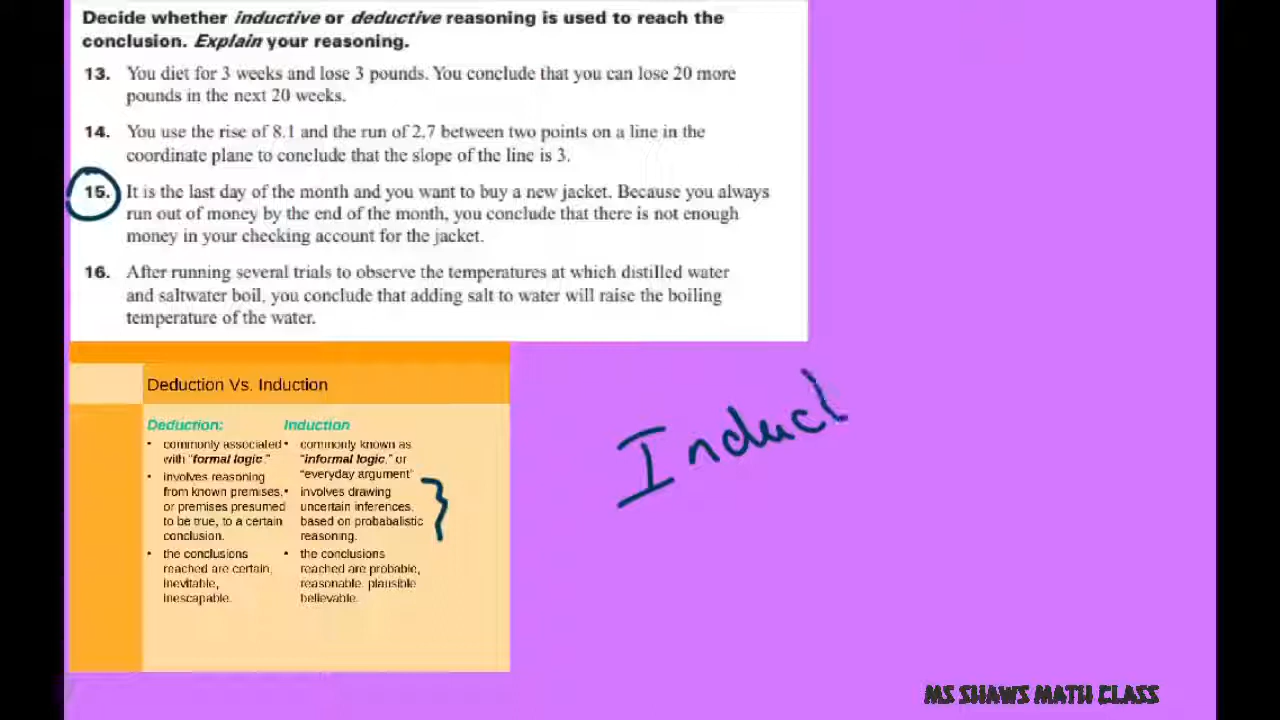 Decide whether inductive or deductive reasoning is used to reach the
conclusion. Explain your reasoning.
13. You diet for 3 weeks and lose 3 pounds. You conclude that you can lose 20 more
pounds in the next 20 weeks.
14. You use the rise of 8.1 and the run of 2.7 between two points on a line in the
coordinate plane to conclude that the slope of the line is 3.
15. It is the last day of the month and you want to buy a new jacket. Because you always
run out of money by the end of the month, you conclude that there is not enough
money in your checking account for the jacket.
16. After running several trials to observe the temperatures at which distilled water
and saltwater boil, you conclude that adding salt to water will raise the boiling
temperature of the water.
Deduction Vs. Induction
Deduction:
• commonly associated
with "formal logic."
• involves reasoning
from known premises,
or premises presumed
to be true, to a certain
conclusion.
• the conclusions
reached are certain,
inevitable,
inescapable.
Induction
• commonly known as
"informal logic," or
"everyday argument"
• involves drawing
uncertain inferences,
based on probabalistic
reasoning.
• the conclusions
reached are probable,
reasonable, plausible
believable.
Induct
MS SHAWS MATH CLASS